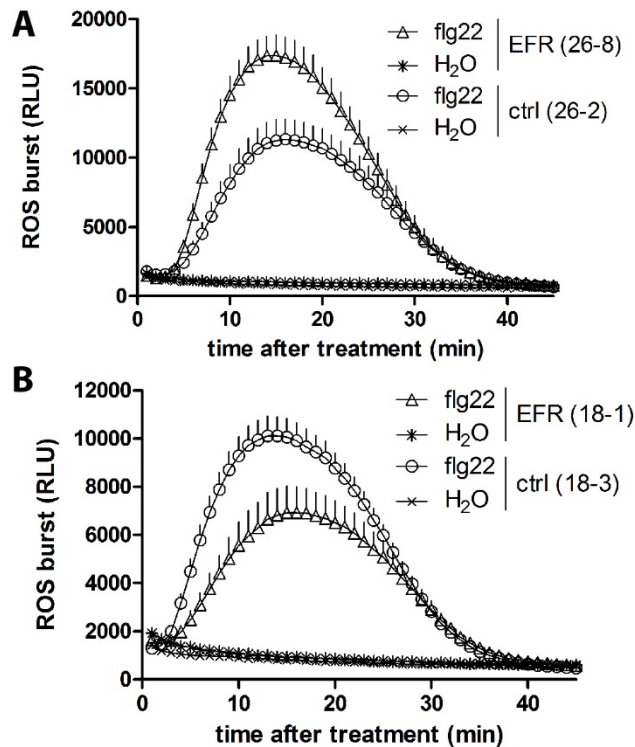 A
ROS burst (RLU)
20000
15000
10000
5000
0
0
10
20
30
40
time after treatment (min)
flg22
H₂O
EFR (26-8)
flg22
H₂O
ctrl (26-2)
B
ROS burst (RLU)
12000
10000
8000
6000
4000
2000
0
0
10
20
30
40
time after treatment (min)
flg22
H₂O
EFR (18-1)
flg22
H₂O
ctrl (18-3)